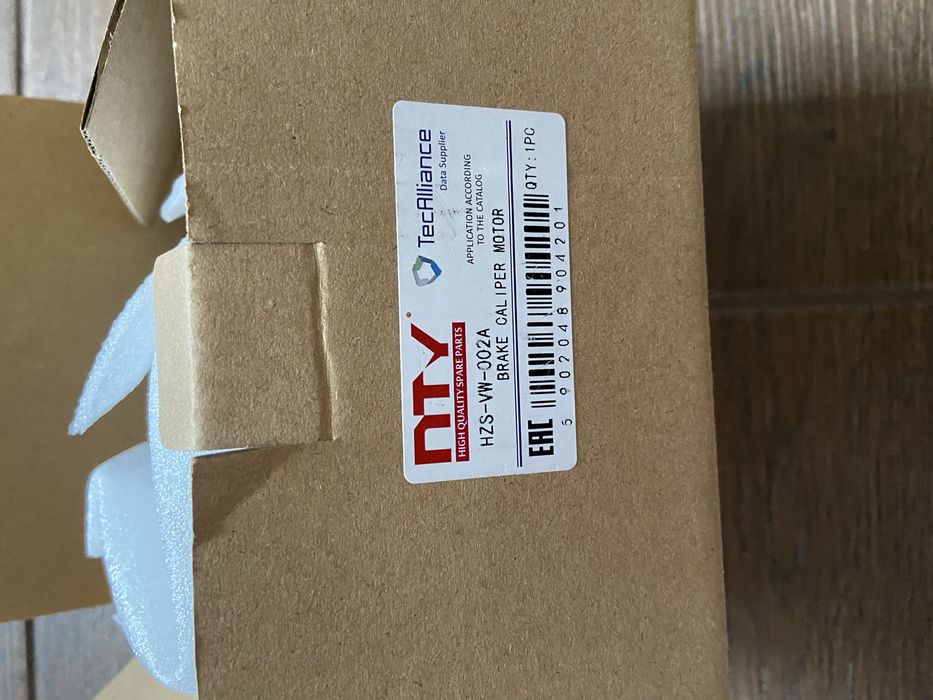 NTY®
HIGH QUALITY SPARE PARTS
TecAlliance
Data Supplier
APPLICATION ACCORDING
TO THE CATALOG
HZS-VW-002A
BRAKE CALIPER MOTOR
EAC
QTY:1PC
5 902048 904201